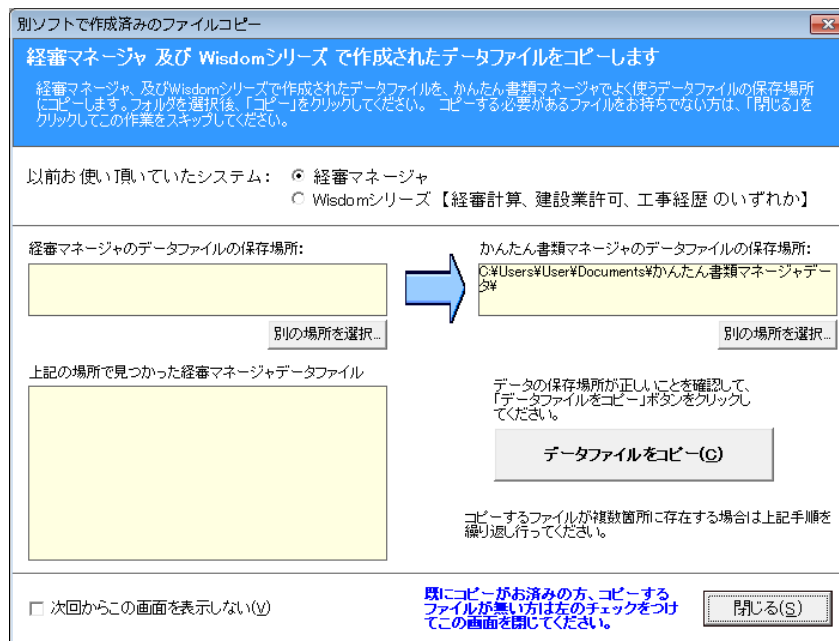 別ソフトで作成済みのファイルコピー
経審マネージャ 及び Wisdomシリーズ で作成されたデータファイルをコピーします
経審マネージャ、及びWisdomシリーズで作成されたデータファイルを、かんたん書類マネージャでよく使うデータファイルの保存場所
にコピーします。フォルダを選択後、「コピー」をクリックしてください。 コピーする必要があるファイルをお持ちでない方は、「閉じる」を
クリックしてこの作業をスキップしてください。
以前お使い頂いていたシステム: 経審マネージャ
Wisdomシリーズ 【経審計算、建設業許可、工事経歴 のいずれか】
経審マネージャのデータファイルの保存場所:
別の場所を選択...
かんたん書類マネージャのデータファイルの保存場所:
C:¥Users¥User¥Documents¥かんたん書類マネージャデー
タ¥
別の場所を選択...
上記の場所で見つかった経審マネージャデータファイル
データの保存場所が正しいことを確認して、
「データファイルをコピー」ボタンをクリックし
てください。
データファイルをコピー(C)
コピーするファイルが複数箇所に存在する場合は上記手順を
繰り返し行ってください。
次回からこの画面を表示しない(V)
既にコピーがお済みの方、コピーする
ファイルが無い方は左のチェックをつけ
てこの画面を閉じてください。
閉じる(S)